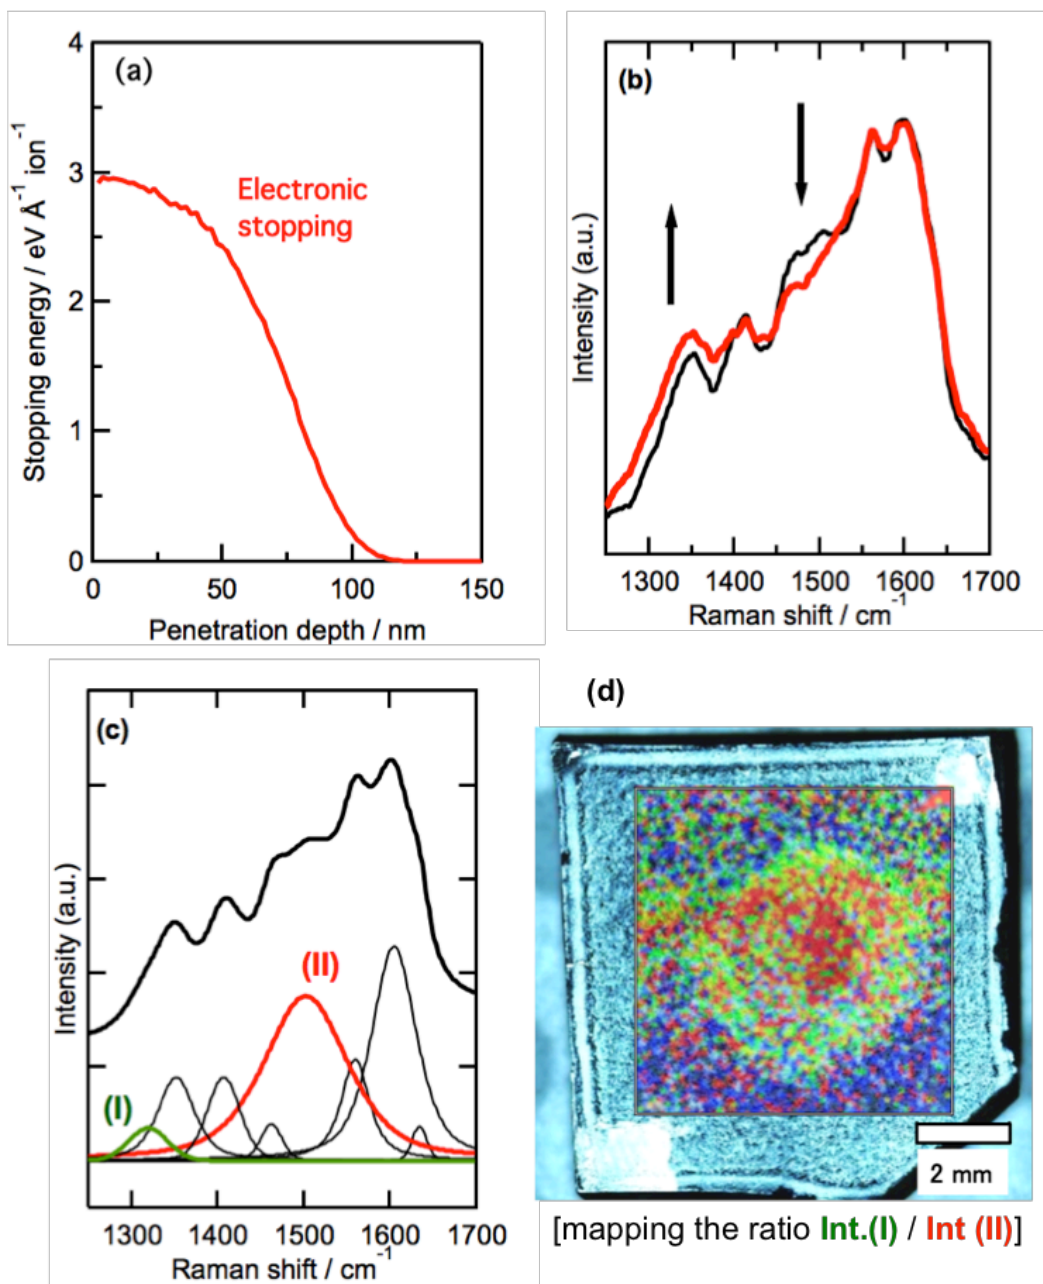 (a)
4
3
2
1
0
Stopping energy / eV Å⁻¹ ion⁻¹
Electronic
stopping
0 50 100 150
Penetration depth / nm
(b)
Intensity (a.u.)
1300 1400 1500 1600 1700
Raman shift / cm⁻¹
(c)
Intensity (a.u.)
(II)
(I)
1300 1400 1500 1600 1700
Raman shift / cm⁻¹
(d)
2 mm
[mapping the ratio Int.(I) / Int (II)]